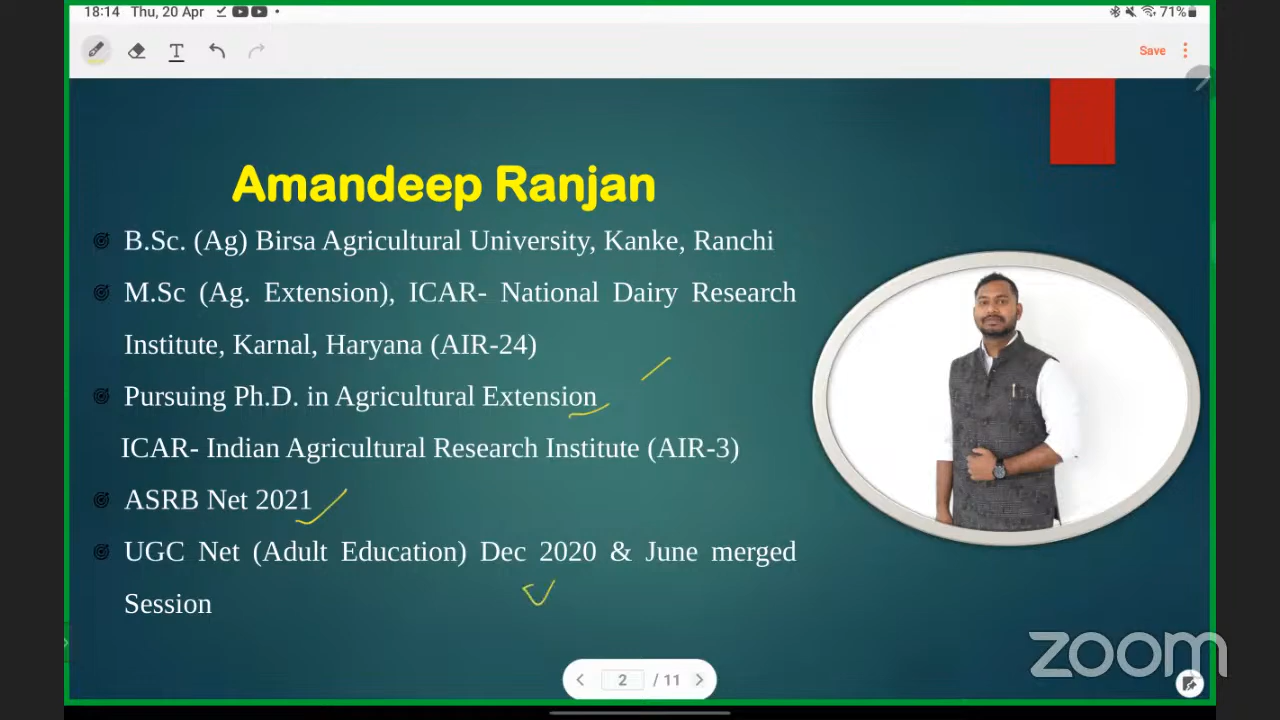 18:14 Thu, 20 Apr
71%
T
Save
Amandeep Ranjan
B.Sc. (Ag) Birsa Agricultural University, Kanke, Ranchi
M.Sc (Ag. Extension), ICAR- National Dairy Research
Institute, Karnal, Haryana (AIR-24)
Pursuing Ph.D. in Agricultural Extension
ICAR- Indian Agricultural Research Institute (AIR-3)
ASRB Net 2021
UGC Net (Adult Education) Dec 2020 & June merged
Session
zoom
2 / 11